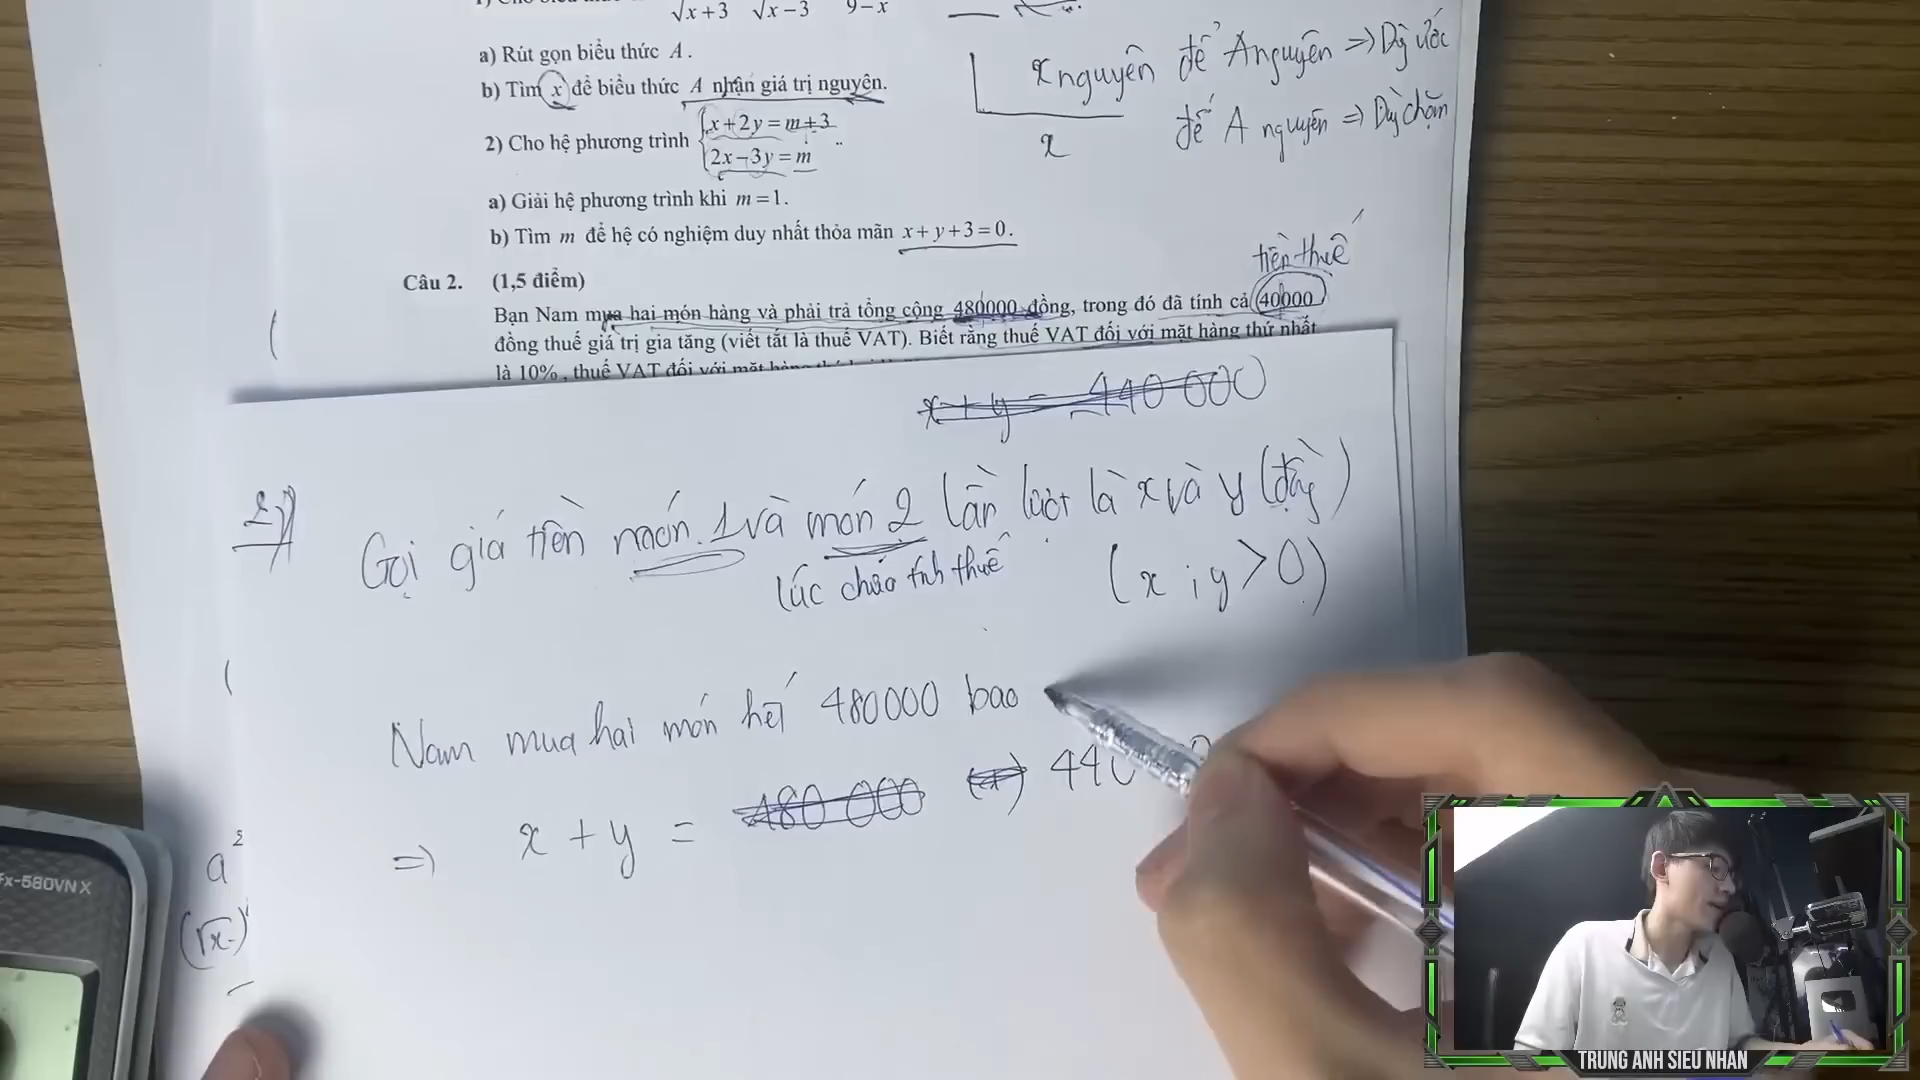 √x+3 √x−3 9−x
a) Rút gọn biểu thức A.
b) Tìm x để biểu thức A nhận giá trị nguyên.
2) Cho hệ phương trình
x+2y=m+3
2x−3y=m
a) Giải hệ phương trình khi m=1.
b) Tìm m để hệ có nghiệm duy nhất thỏa mãn x+y+3=0.
x nguyên để A nguyên => Dùng ước
x để A nguyên => Dùng chặn
tiền thuế
Câu 2. (1,5 điểm)
Bạn Nam mua hai món hàng và phải trả tổng cộng 480000 đồng, trong đó đã tính cả 40000
đồng thuế giá trị gia tăng (viết tắt là thuế VAT). Biết rằng thuế VAT đối với mặt hàng thứ nhất
là 10%, thuế VAT đối với mặt hàng
x + y = 440 000
Gọi giá tiền món 1 và món 2 lần lượt là x và y (đồng)
lúc chưa tính thuế (x ; y > 0)
Nam mua hai món hết 480000 bao
=> x + y = 480 000 440
a²
(√x)
fx-580VN X
TRUNG ANH SIEU NHAN